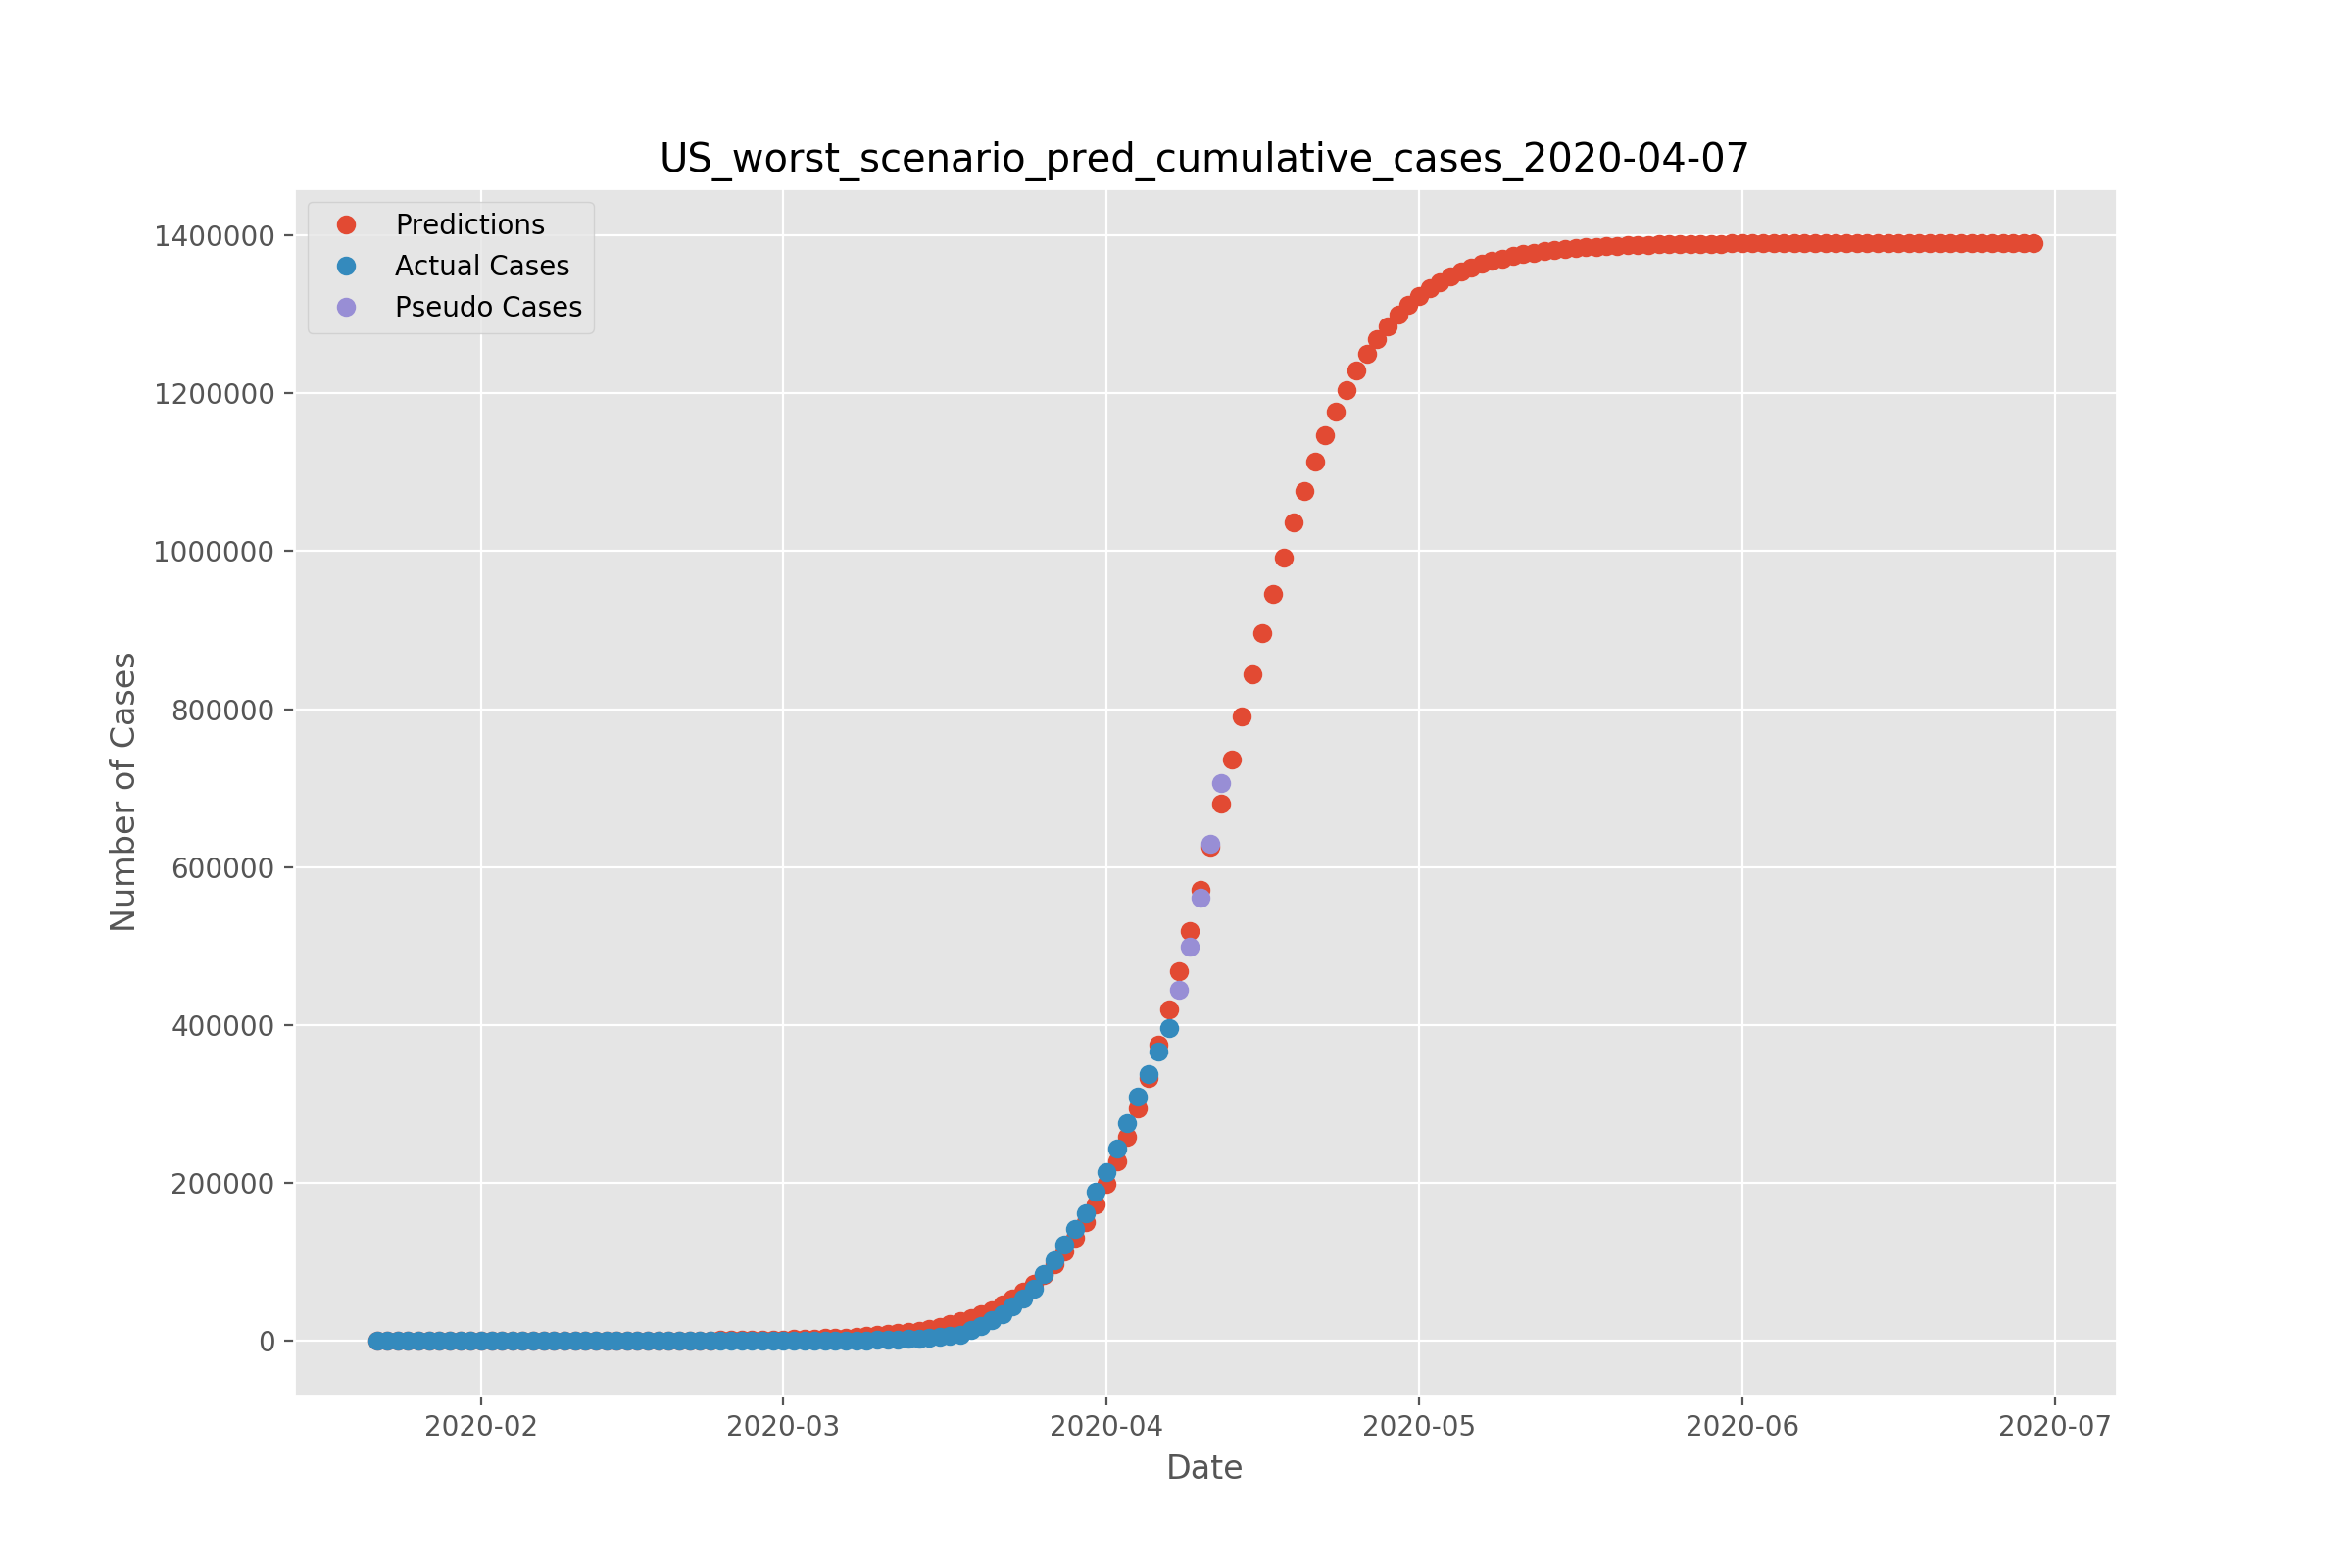 US_worst_scenario_pred_cumulative_cases_2020-04-07
Predictions
Actual Cases
Pseudo Cases
1400000
1200000
1000000
800000
600000
400000
200000
0
Number of Cases
2020-02
2020-03
2020-04
2020-05
2020-06
2020-07
Date